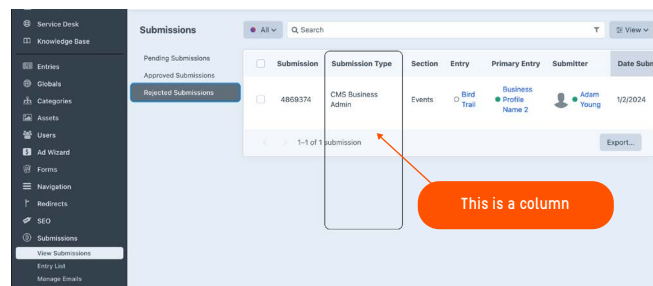 Service Desk
Knowledge Base
Entries
Globals
Categories
Assets
Users
Ad Wizard
Forms
Navigation
Redirects
SEO
Submissions
View Submissions
Entry List
Manage Emails
Submissions
Pending Submissions
Approved Submissions
Rejected Submissions
All
Search
View
Submission Submission Type Section Entry Primary Entry Submitter Date Subm
4869374 CMS Business Admin Events Bird Trail Business Profile Name 2 Adam Young 1/2/2024
1–1 of 1 submission
Export...
This is a column